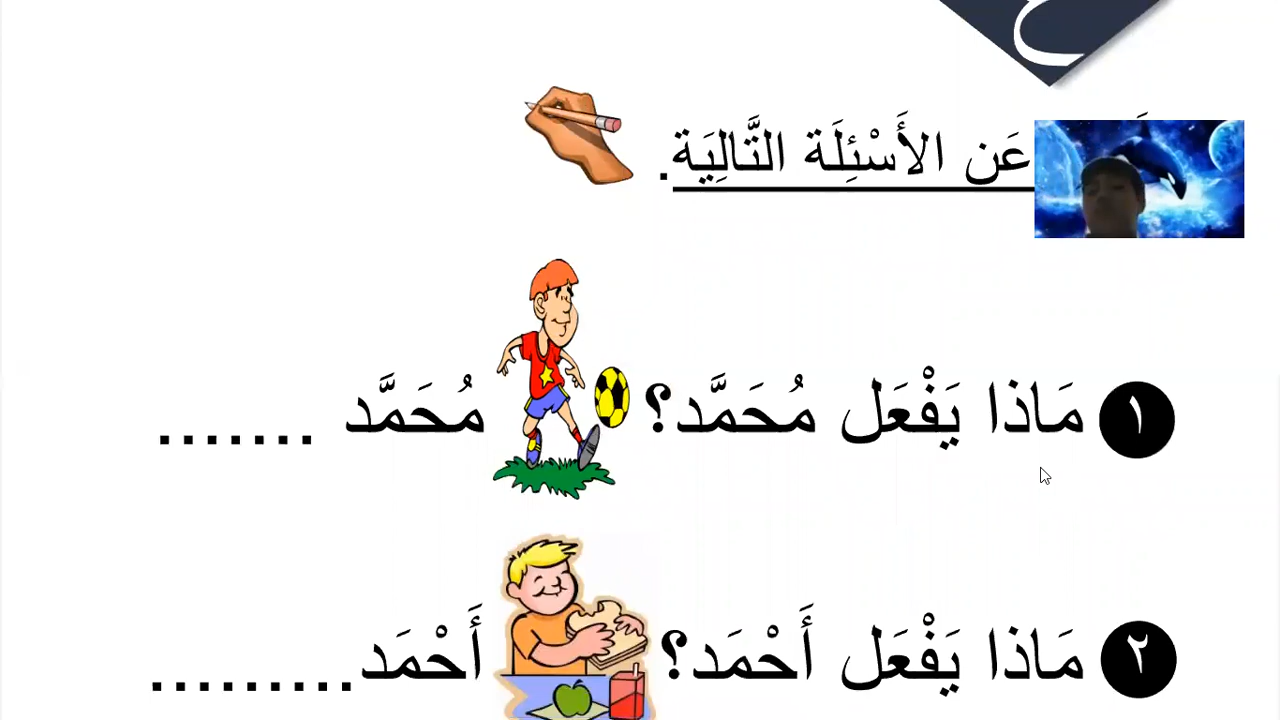 عَن الأَسْئِلَة التَّالِيَة.
١ مَاذا يَفْعَل مُحَمَّد؟ مُحَمَّد .......
٢ مَاذا يَفْعَل أَحْمَد؟ أَحْمَد.........